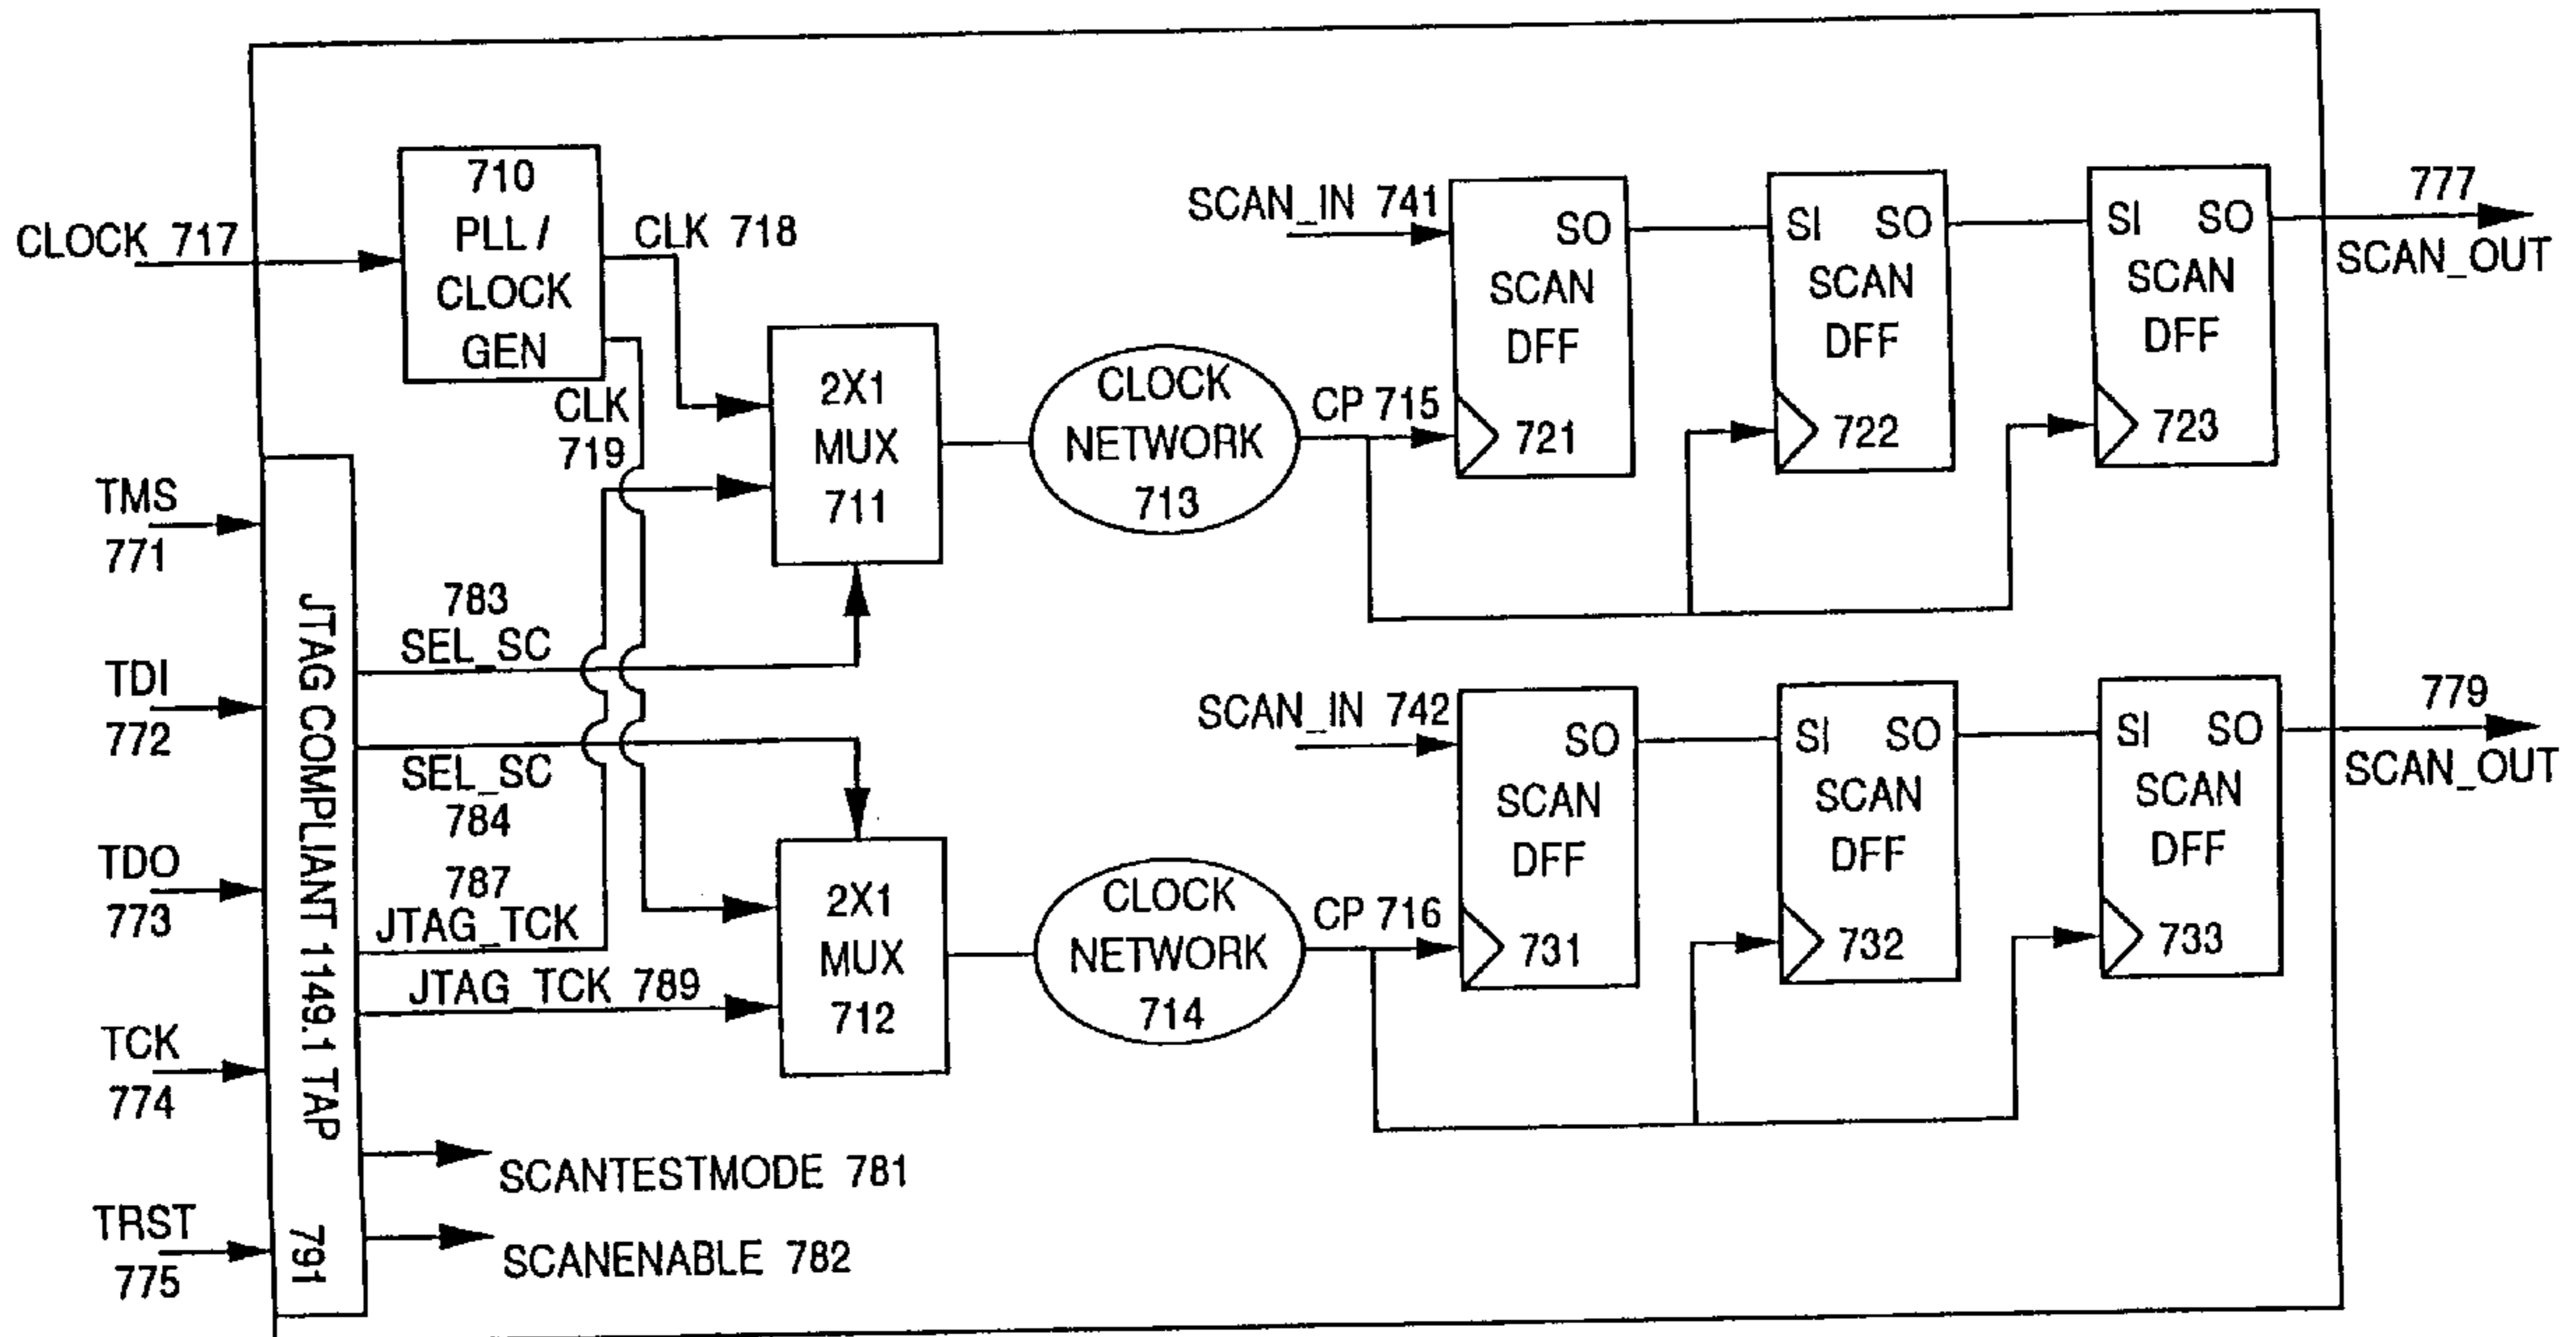 CLOCK 717
710
PLL /
CLOCK
GEN
CLK 718
CLK
719
2X1
MUX
711
CLOCK
NETWORK
713
CP 715
SCAN_IN 741
SO
SCAN
DFF
721
SI SO
SCAN
DFF
722
SI SO
SCAN
DFF
723
777
SCAN_OUT
TMS
771
TDI
772
TDO
773
TCK
774
TRST
775
JTAG COMPLIANT 1149.1 TAP 791
783
SEL_SC
SEL_SC
784
787
JTAG_TCK
JTAG_TCK 789
SCANTESTMODE 781
SCANENABLE 782
2X1
MUX
712
CLOCK
NETWORK
714
CP 716
SCAN_IN 742
SO
SCAN
DFF
731
SI SO
SCAN
DFF
732
SI SO
SCAN
DFF
733
779
SCAN_OUT